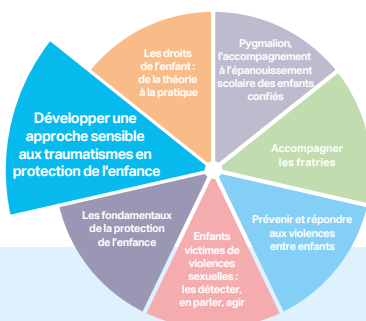 Pygmalion,
l'accompagnement
à l'épanouissement
scolaire des enfants
confiés
Accompagner
les fratries
Prévenir et répondre
aux violences
entre enfants
Enfants
victimes de
violences
sexuelles :
les détecter,
en parler, agir
Les fondamentaux
de la protection
de l'enfance
Développer une
approche sensible
aux traumatismes en
protection de l'enfance
Les droits
de l'enfant :
de la théorie
à la pratique